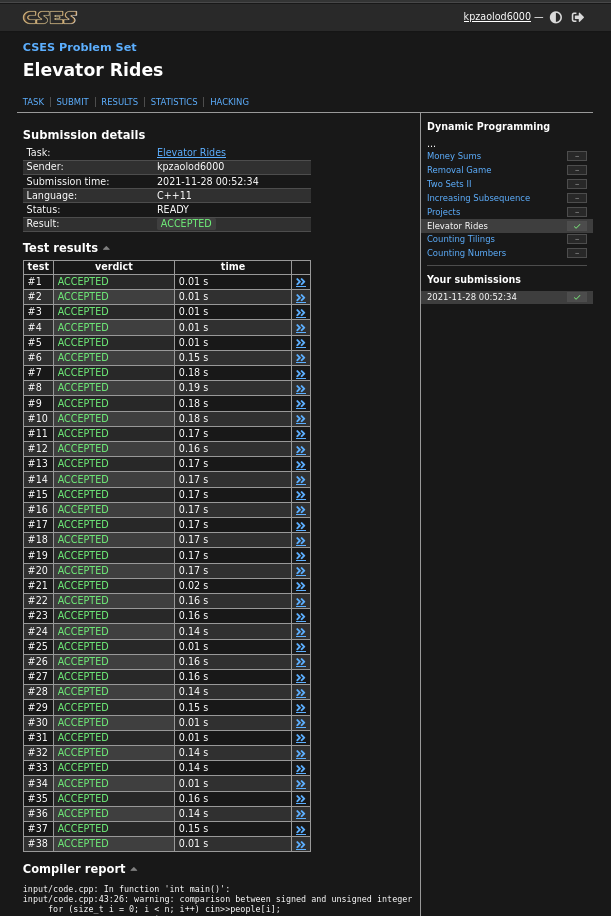 CSES
kpzaolod6000 —
CSES Problem Set
Elevator Rides
TASK | SUBMIT | RESULTS | STATISTICS | HACKING
Submission details
Task: Elevator Rides
Sender: kpzaolod6000
Submission time: 2021-11-28 00:52:34
Language: C++11
Status: READY
Result: ACCEPTED
Test results
test verdict time
#1 ACCEPTED 0.01 s »
#2 ACCEPTED 0.01 s »
#3 ACCEPTED 0.01 s »
#4 ACCEPTED 0.01 s »
#5 ACCEPTED 0.01 s »
#6 ACCEPTED 0.15 s »
#7 ACCEPTED 0.18 s »
#8 ACCEPTED 0.19 s »
#9 ACCEPTED 0.18 s »
#10 ACCEPTED 0.18 s »
#11 ACCEPTED 0.17 s »
#12 ACCEPTED 0.16 s »
#13 ACCEPTED 0.17 s »
#14 ACCEPTED 0.17 s »
#15 ACCEPTED 0.17 s »
#16 ACCEPTED 0.17 s »
#17 ACCEPTED 0.17 s »
#18 ACCEPTED 0.17 s »
#19 ACCEPTED 0.17 s »
#20 ACCEPTED 0.17 s »
#21 ACCEPTED 0.02 s »
#22 ACCEPTED 0.16 s »
#23 ACCEPTED 0.16 s »
#24 ACCEPTED 0.14 s »
#25 ACCEPTED 0.01 s »
#26 ACCEPTED 0.16 s »
#27 ACCEPTED 0.16 s »
#28 ACCEPTED 0.14 s »
#29 ACCEPTED 0.15 s »
#30 ACCEPTED 0.01 s »
#31 ACCEPTED 0.01 s »
#32 ACCEPTED 0.14 s »
#33 ACCEPTED 0.14 s »
#34 ACCEPTED 0.01 s »
#35 ACCEPTED 0.16 s »
#36 ACCEPTED 0.14 s »
#37 ACCEPTED 0.15 s »
#38 ACCEPTED 0.01 s »
Compiler report
input/code.cpp: In function 'int main()':
input/code.cpp:43:26: warning: comparison between signed and unsigned integer
for (size_t i = 0; i < n; i++) cin>>people[i];
Dynamic Programming
...
Money Sums –
Removal Game –
Two Sets II –
Increasing Subsequence –
Projects –
Elevator Rides ✓
Counting Tilings –
Counting Numbers –
Your submissions
2021-11-28 00:52:34 ✓